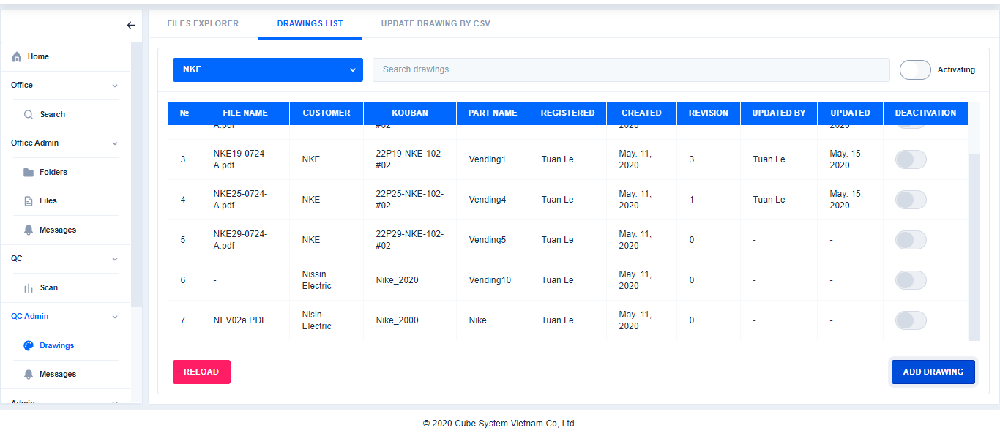 FILES EXPLORER DRAWINGS LIST UPDATE DRAWING BY CSV
Home
Office
Search
Office Admin
Folders
Files
Messages
QC
Scan
QC Admin
Drawings
Messages
Admin
NKE Search drawings Activating
№ FILE NAME CUSTOMER KOUBAN PART NAME REGISTERED CREATED REVISION UPDATED BY UPDATED DEACTIVATION
A.pdf #02 2020 2020
3 NKE19-0724- NKE 22P19-NKE-102- Vending1 Tuan Le May. 11, 3 Tuan Le May. 15,
A.pdf #02 2020 2020
4 NKE25-0724- NKE 22P25-NKE-102- Vending4 Tuan Le May. 11, 1 Tuan Le May. 15,
A.pdf #02 2020 2020
5 NKE29-0724- NKE 22P29-NKE-102- Vending5 Tuan Le May. 11, 0 - -
A.pdf #02 2020
6 - Nissin Nike_2020 Vending10 Tuan Le May. 11, 0 - -
Electric 2020
7 NEV02a.PDF Nisin Nike_2000 Nike Tuan Le May. 11, 0 - -
Electric 2020
RELOAD ADD DRAWING
© 2020 Cube System Vietnam Co,.Ltd.